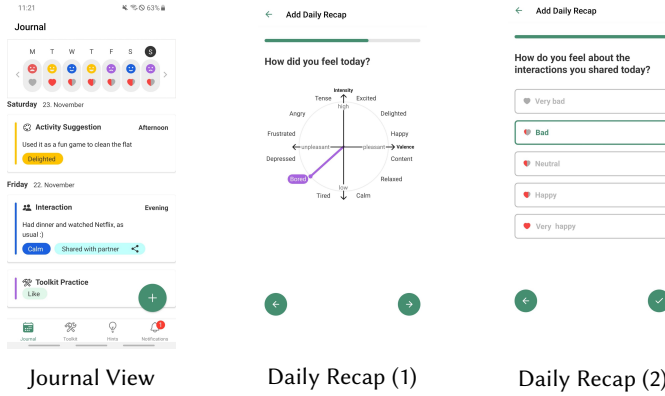 11:21
63%
Journal
M T W T F S S
Saturday 23. November
Activity Suggestion Afternoon
Used it as a fun game to clean the flat
Delighted
Friday 22. November
Interaction Evening
Had dinner and watched Netflix, as
usual :)
Calm Shared with partner
Toolkit Practice
Like
+
1
Journal Toolkit Hints Notifications
Journal View
Add Daily Recap
How did you feel today?
Intensity
high
Tense Excited
Angry Delighted
Frustrated Happy
unpleasant pleasant Valence
Depressed Content
Bored Relaxed
low
Tired Calm
Daily Recap (1)
Add Daily Recap
How do you feel about the
interactions you shared today?
Very bad
Bad
Neutral
Happy
Very happy
Daily Recap (2)